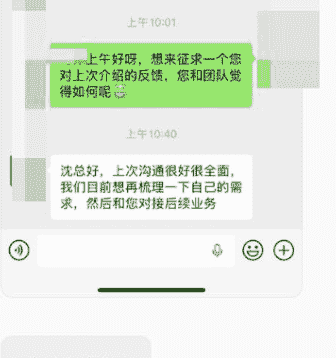 上午10:01
上午好呀，想来征求一个您
对上次介绍的反馈，您和团队觉
得如何呢
上午10:40
沈总好，上次沟通很好很全面，
我们目前想再梳理一下自己的需
求，然后和您对接后续业务